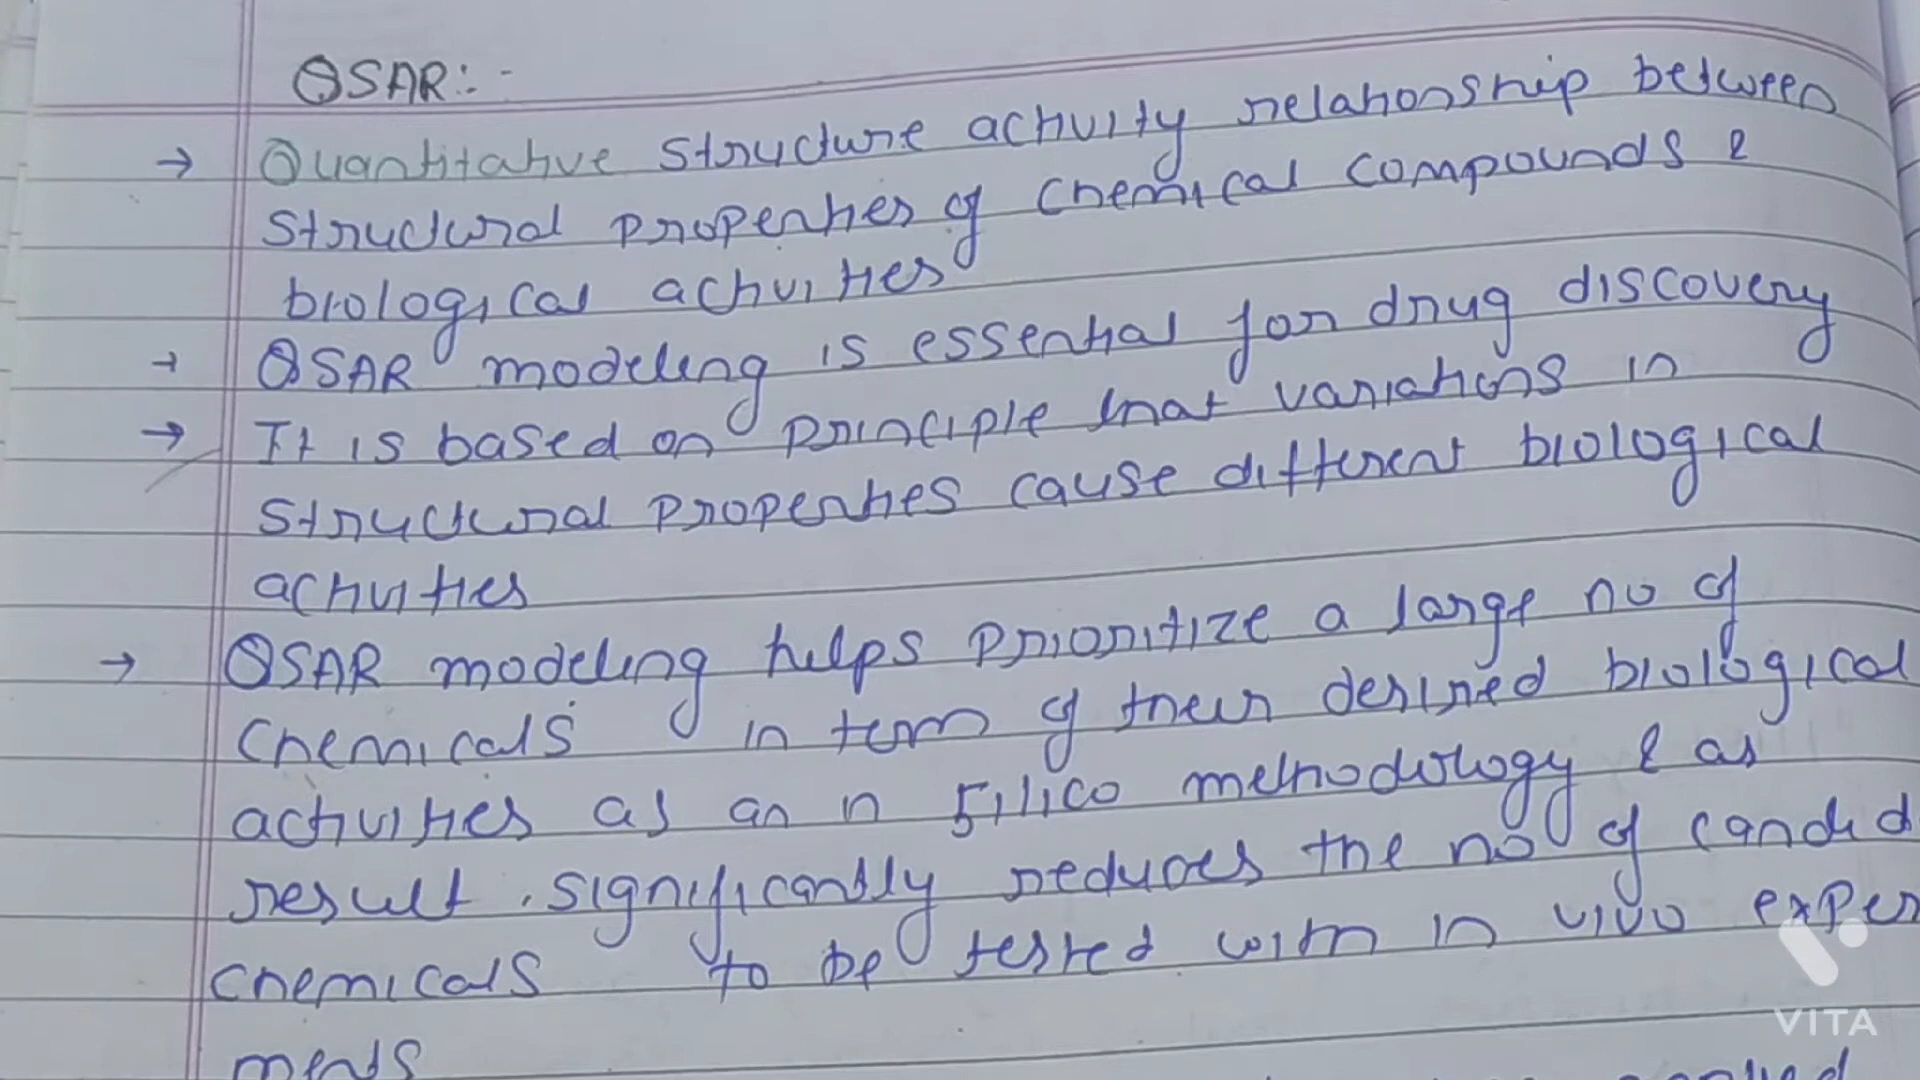 QSAR:-
→ Quantitative structure activity relationship between
structural properties of chemical compounds &
biological activities
→ QSAR modeling is essential for drug discovery
→ It is based on principle that variations in
structural properties cause different biological
activities
→ QSAR modeling helps prioritize a large no of
chemicals in term of their desired biological
activities as an n silico methodology & as
result, significantly reduces the no of candid
chemicals to be tested with in vivo exper
ments
VITA